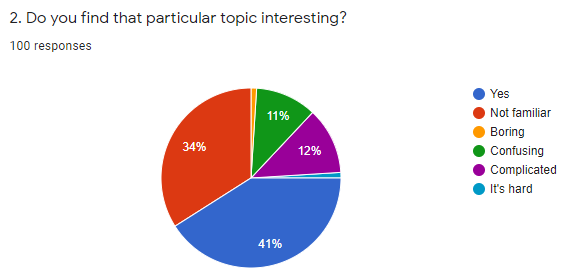 2. Do you find that particular topic interesting?
100 responses
11%
34%
12%
41%
Yes
Not familiar
Boring
Confusing
Complicated
It's hard